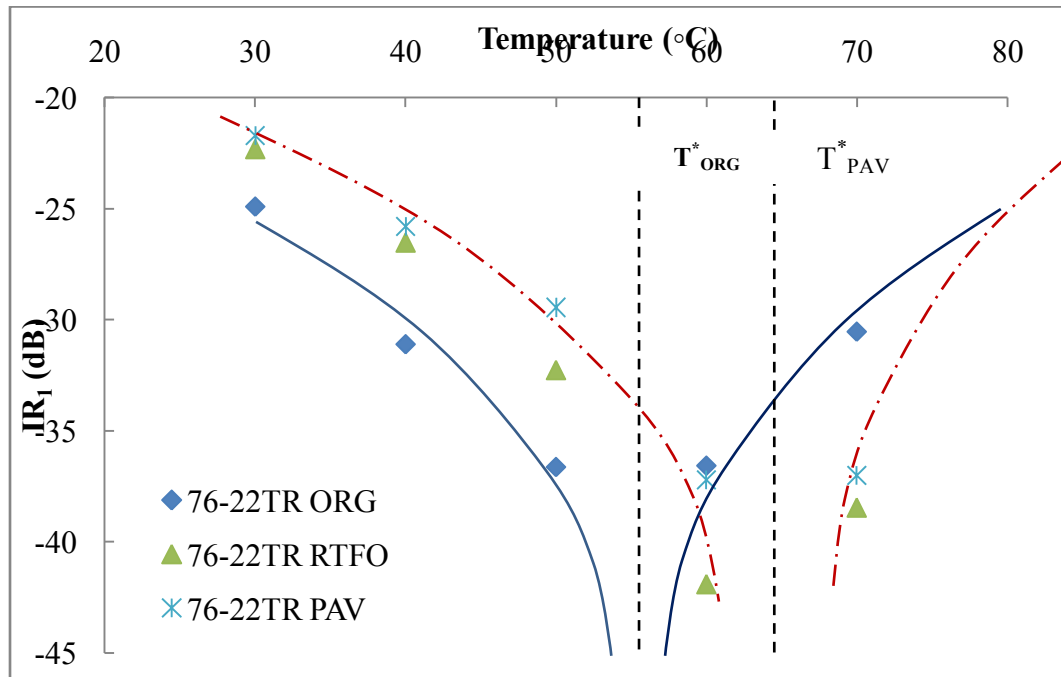 Temperature (◦C)
20 30 40 50 60 70 80
-20
-25
-30
-35
-40
-45
IR₁ (dB)
T*ORG
T*PAV
76-22TR ORG
76-22TR RTFO
76-22TR PAV